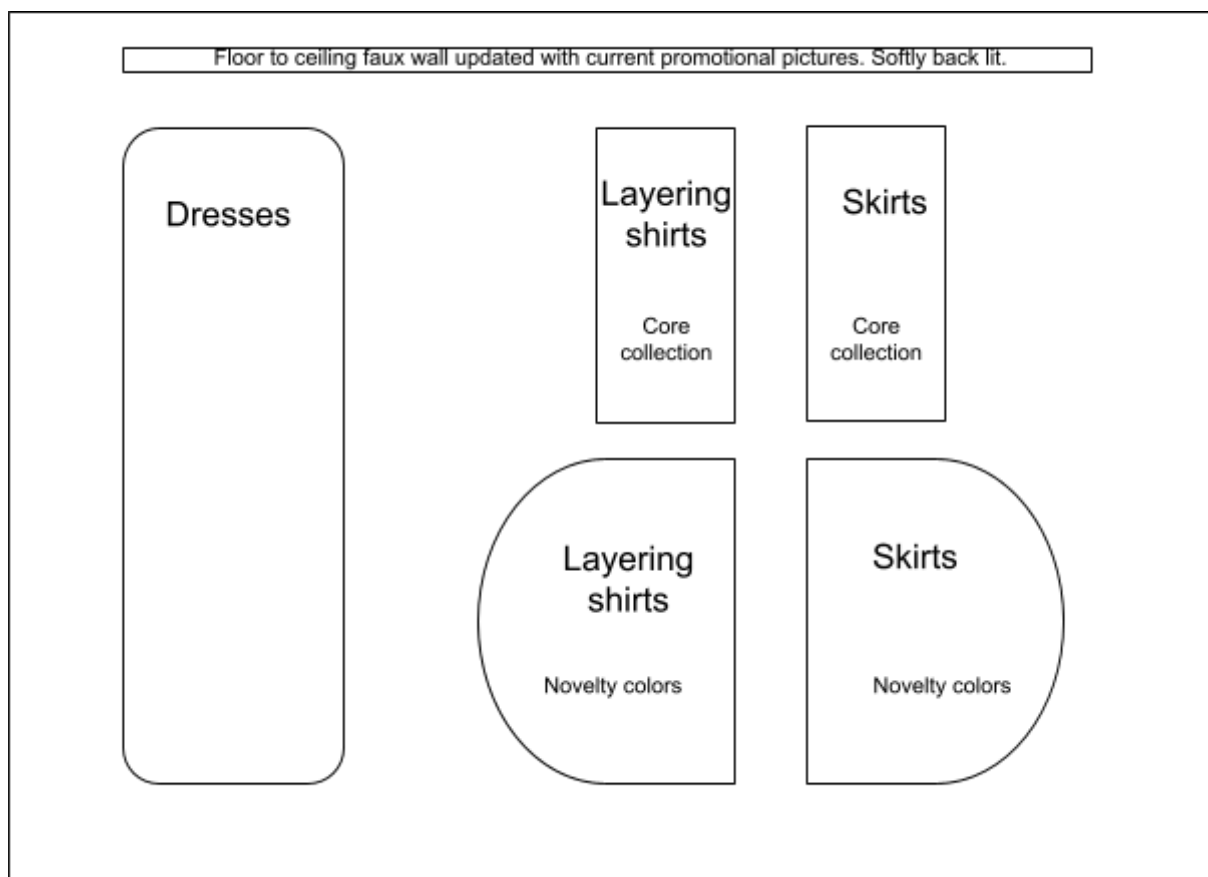 Floor to ceiling faux wall updated with current promotional pictures. Softly back lit.
Dresses
Layering
shirts
Core
collection
Skirts
Core
collection
Layering
shirts
Novelty colors
Skirts
Novelty colors